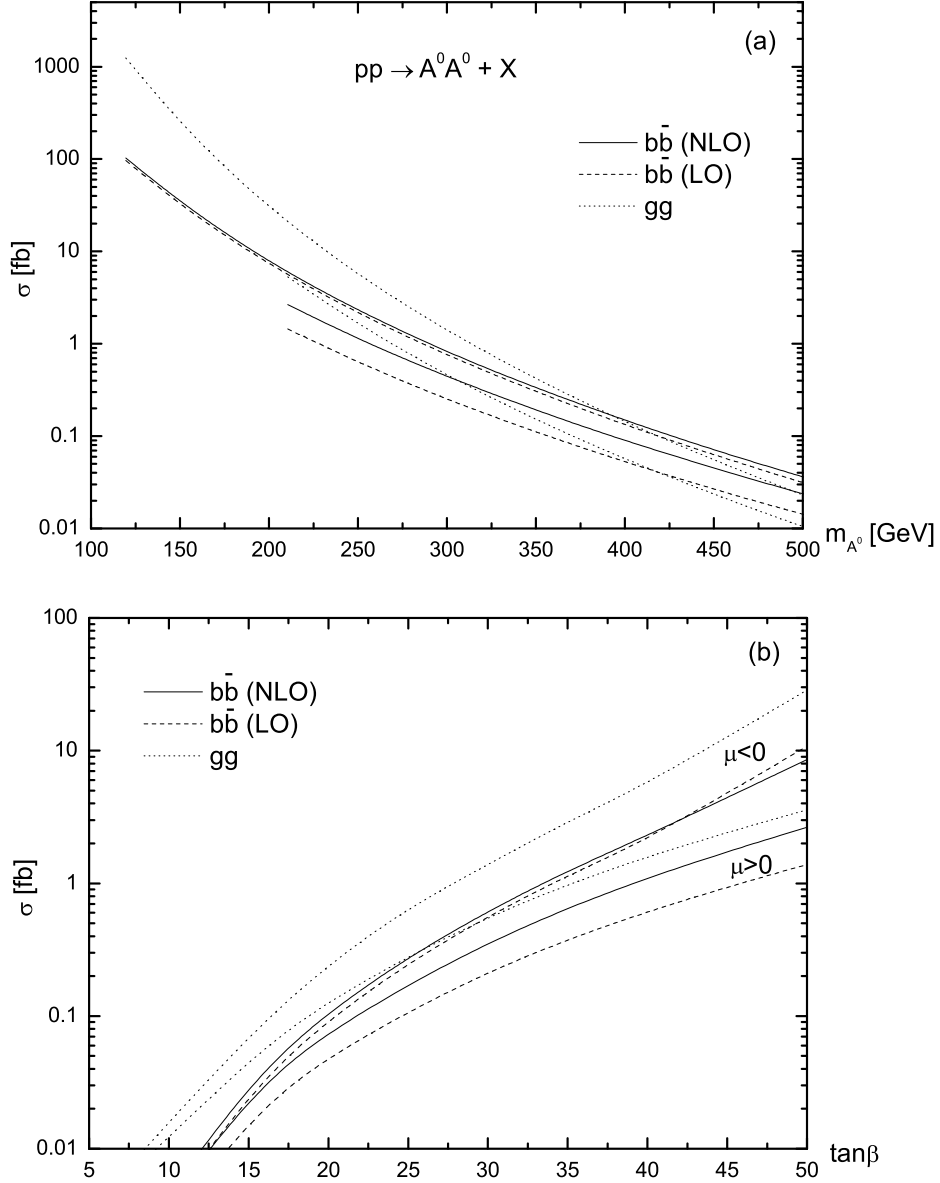 (a)
pp → A⁰A⁰ + X
bb̄ (NLO)
bb̄ (LO)
gg
σ [fb]
1000
100
10
1
0.1
0.01
100 150 200 250 300 350 400 450 500
m_A⁰ [GeV]
(b)
bb̄ (NLO)
bb̄ (LO)
gg
μ<0
μ>0
σ [fb]
100
10
1
0.1
0.01
5 10 15 20 25 30 35 40 45 50
tanβ